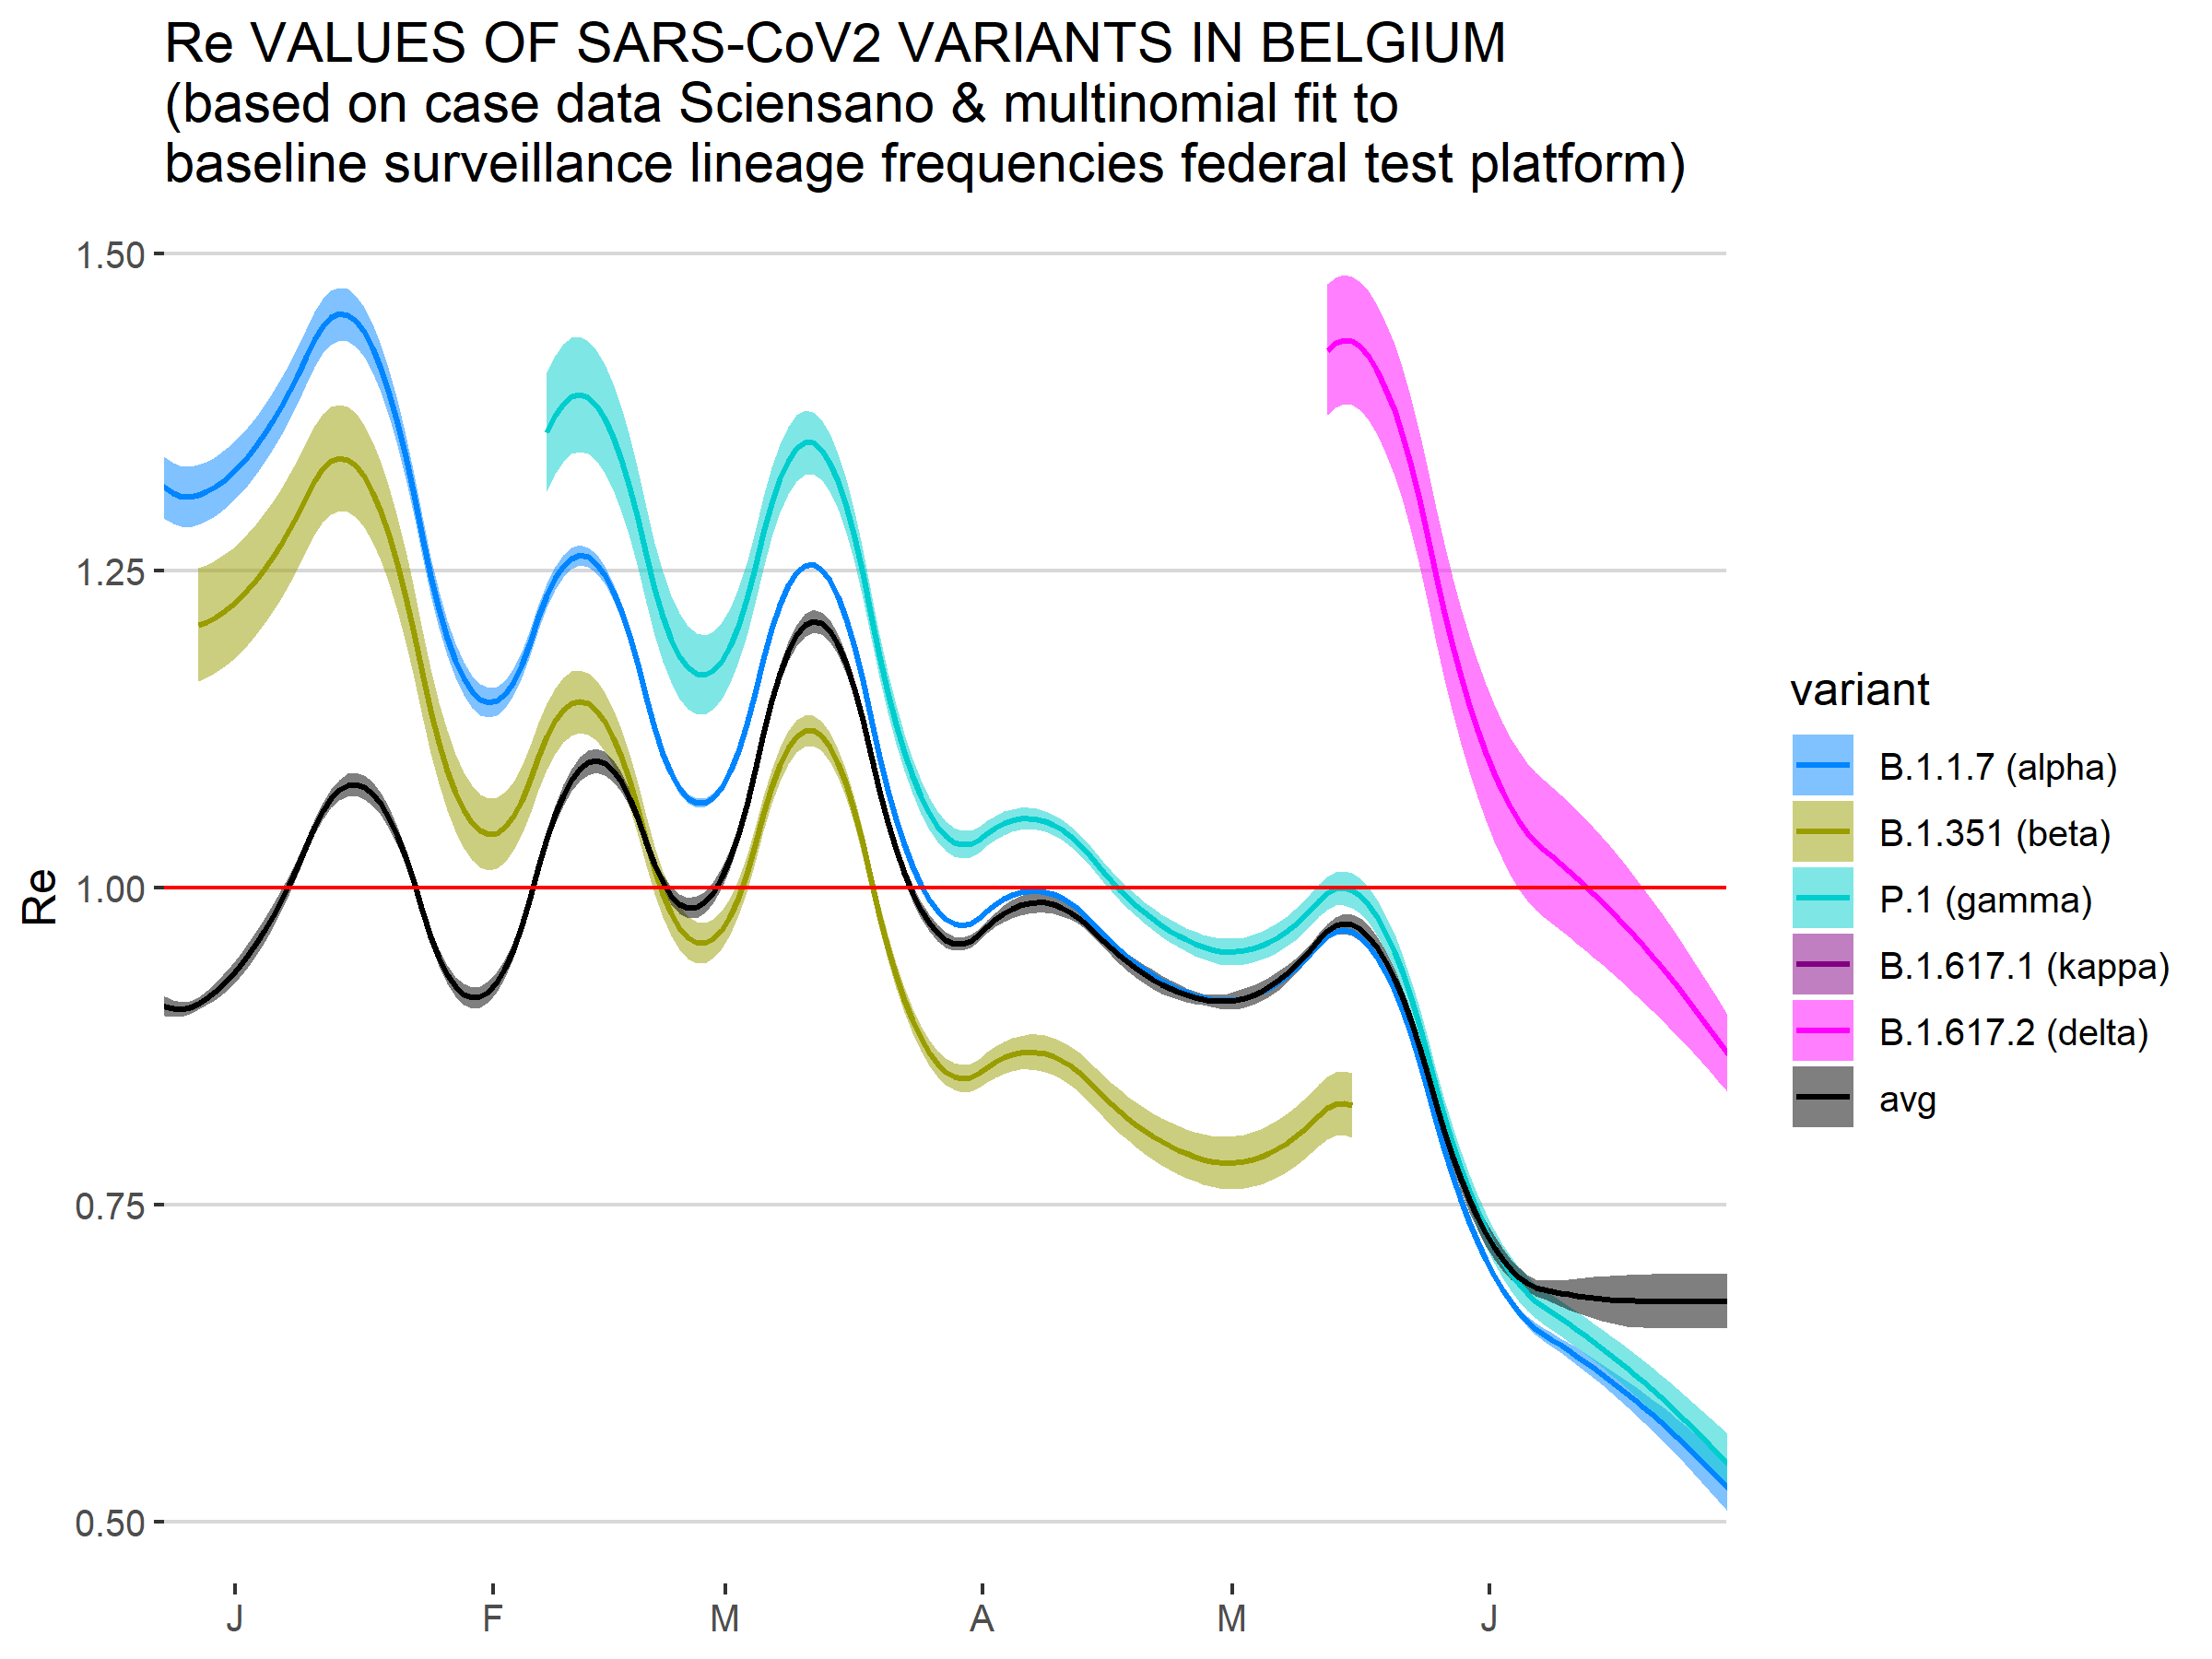 Re VALUES OF SARS-CoV2 VARIANTS IN BELGIUM
(based on case data Sciensano & multinomial fit to
baseline surveillance lineage frequencies federal test platform)
1.50
1.25
1.00
0.75
0.50
Re
J
F
M
A
M
J
variant
B.1.1.7 (alpha)
B.1.351 (beta)
P.1 (gamma)
B.1.617.1 (kappa)
B.1.617.2 (delta)
avg